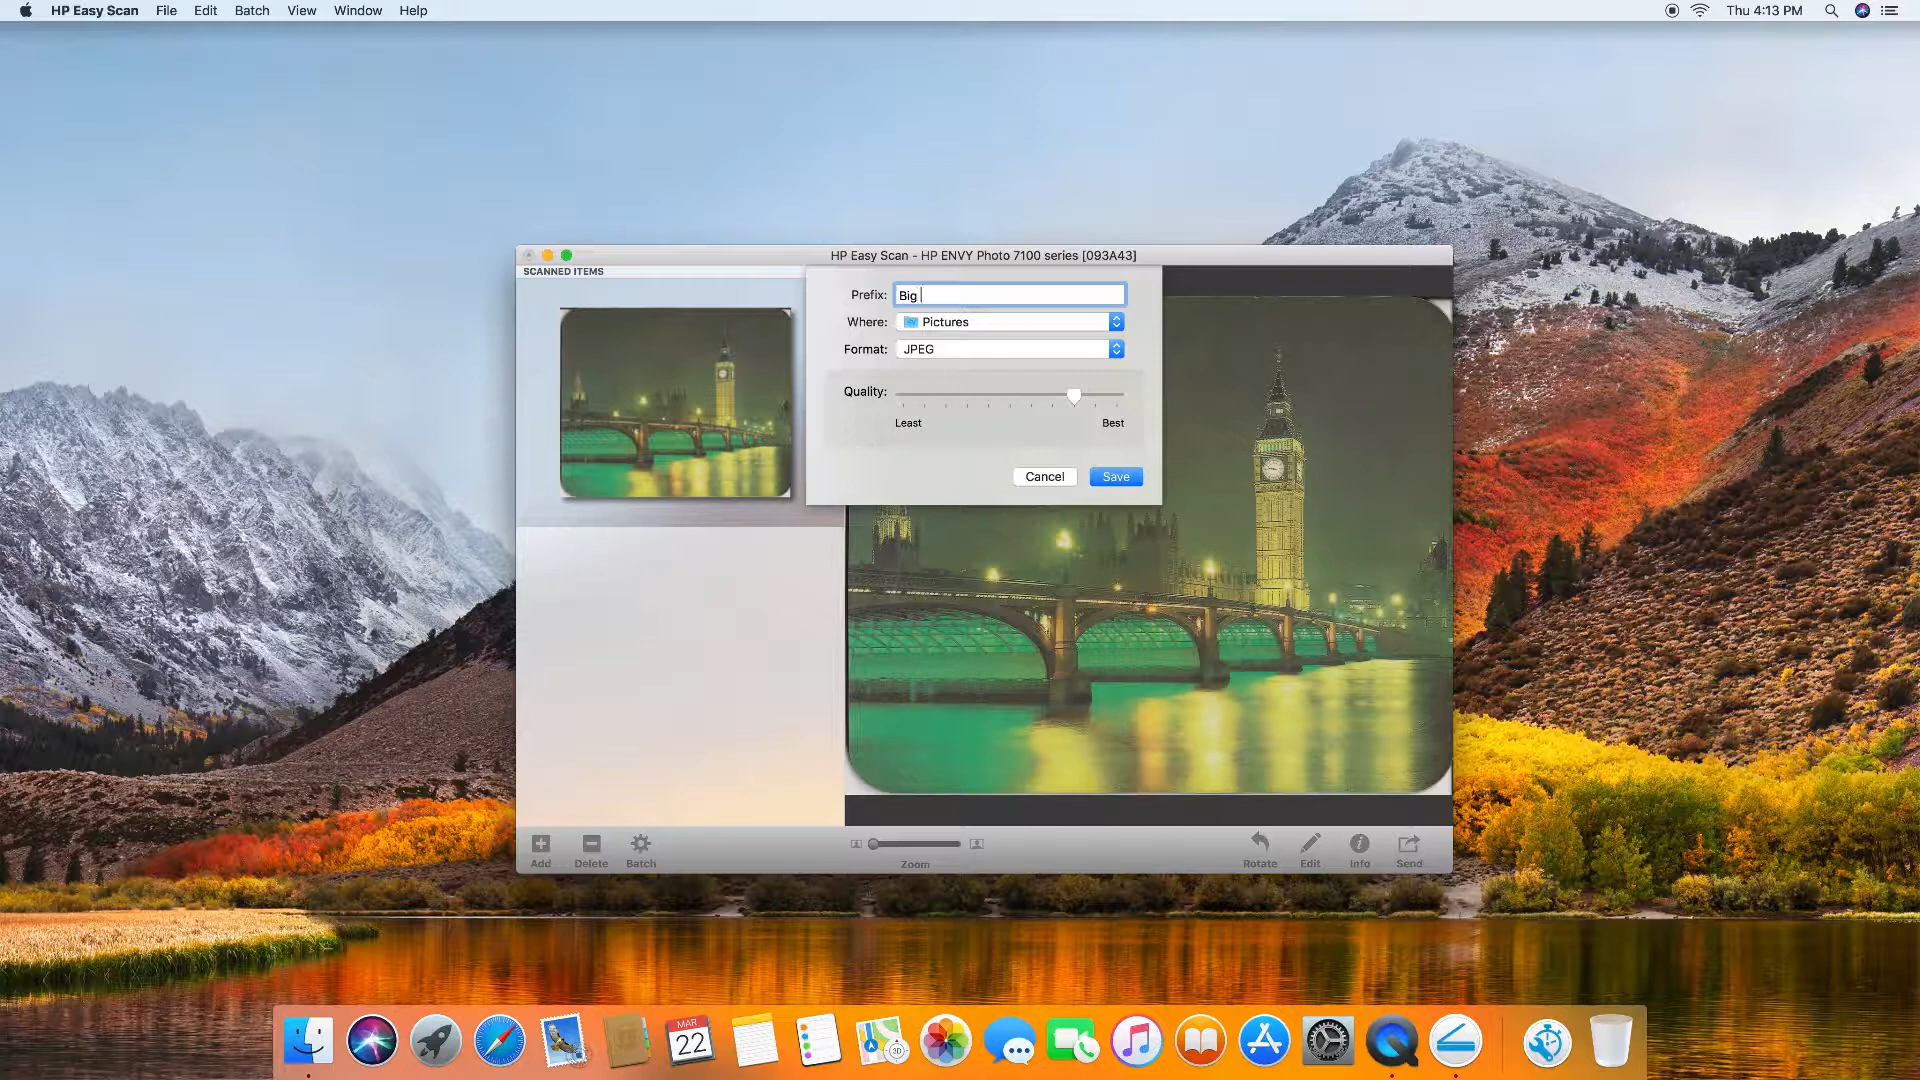 HP Easy Scan File Edit Batch View Window Help Thu 4:13 PM
HP Easy Scan - HP ENVY Photo 7100 series [093A43]
SCANNED ITEMS
Prefix: Big
Where: Pictures
Format: JPEG
Quality:
Least Best
Cancel Save
Add Delete Batch Zoom Rotate Edit Info Send
MAR
22
3D